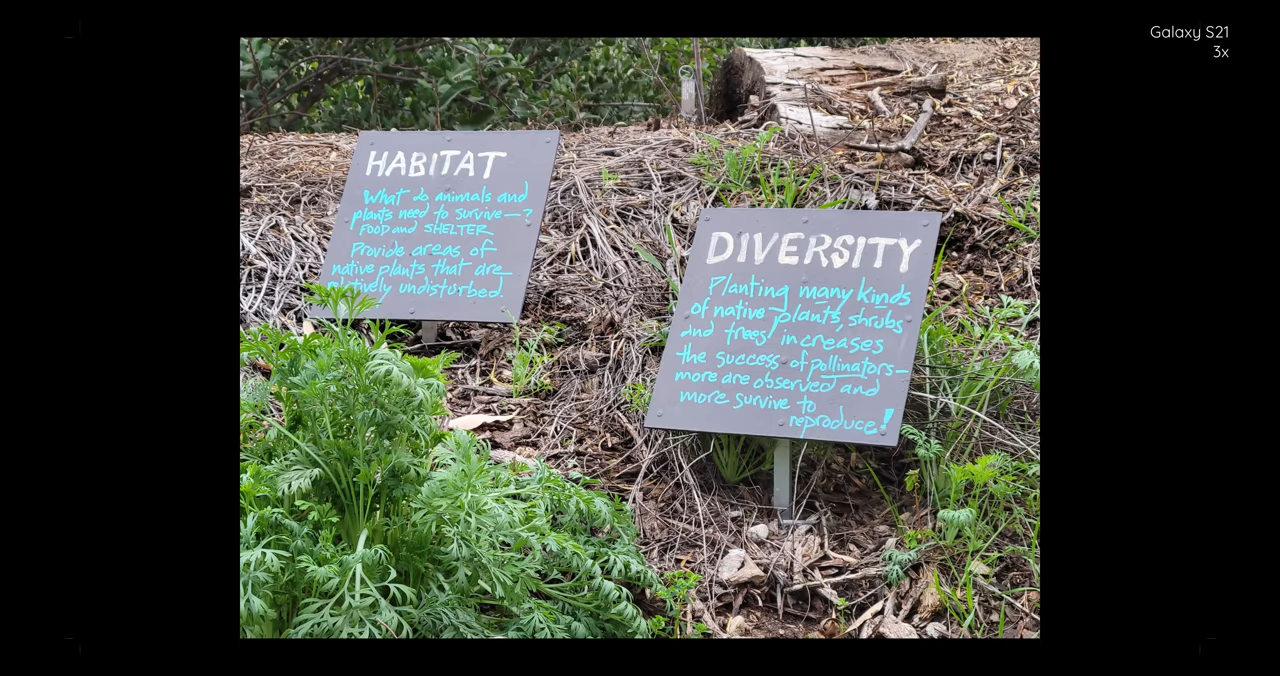 Galaxy S21
3x
HABITAT
What do animals and
plants need to survive—?
FOOD and SHELTER
Provide areas of
native plants that are
relatively undisturbed.
DIVERSITY
Planting many kinds
of native plants, shrubs
and trees increases
the success of pollinators—
more are observed and
more survive to
reproduce!